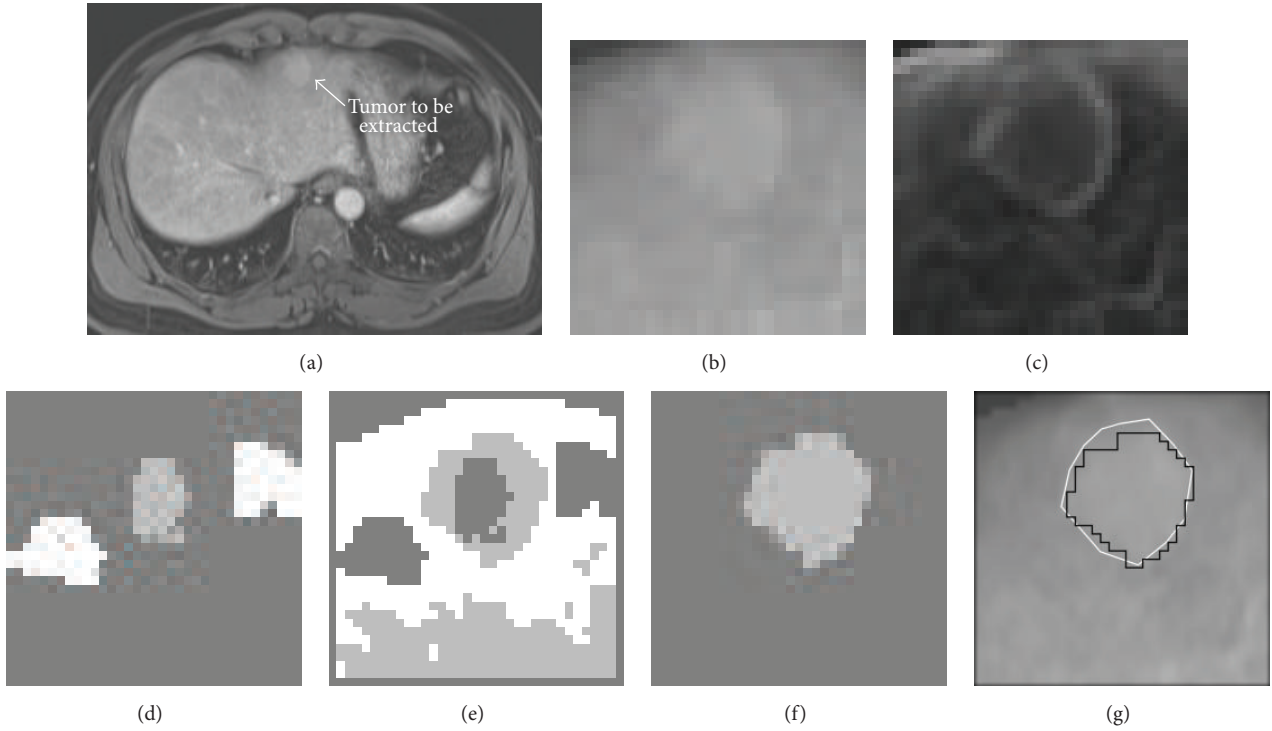 Tumor to be
extracted
(a)
(b)
(c)
(d)
(e)
(f)
(g)